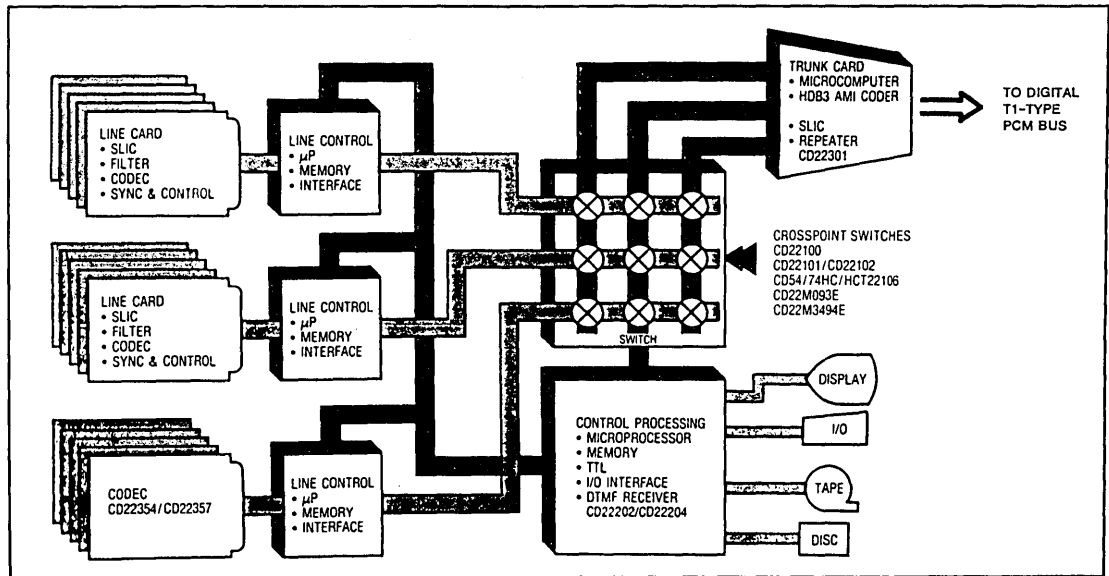 LINE CARD
• SLIC
• FILTER
• CODEC
• SYNC & CONTROL
LINE CONTROL
• µP
• MEMORY
• INTERFACE
TRUNK CARD
• MICROCOMPUTER
• HDB3 AMI CODER
• SLIC
• REPEATER
CD22301
TO DIGITAL
T1-TYPE
PCM BUS
LINE CARD
• SLIC
• FILTER
• CODEC
• SYNC & CONTROL
LINE CONTROL
• µP
• MEMORY
• INTERFACE
SWITCH
CROSSPOINT SWITCHES
CD22100
CD22101/CD22102
CD54/74HC/HCT22106
CD22M093E
CD22M3494E
CODEC
CD22354/CD22357
LINE CONTROL
• µP
• MEMORY
• INTERFACE
CONTROL PROCESSING
• MICROPROCESSOR
• MEMORY
• TTL
• I/O INTERFACE
• DTMF RECEIVER
CD22202/CD22204
DISPLAY
I/O
TAPE
DISC